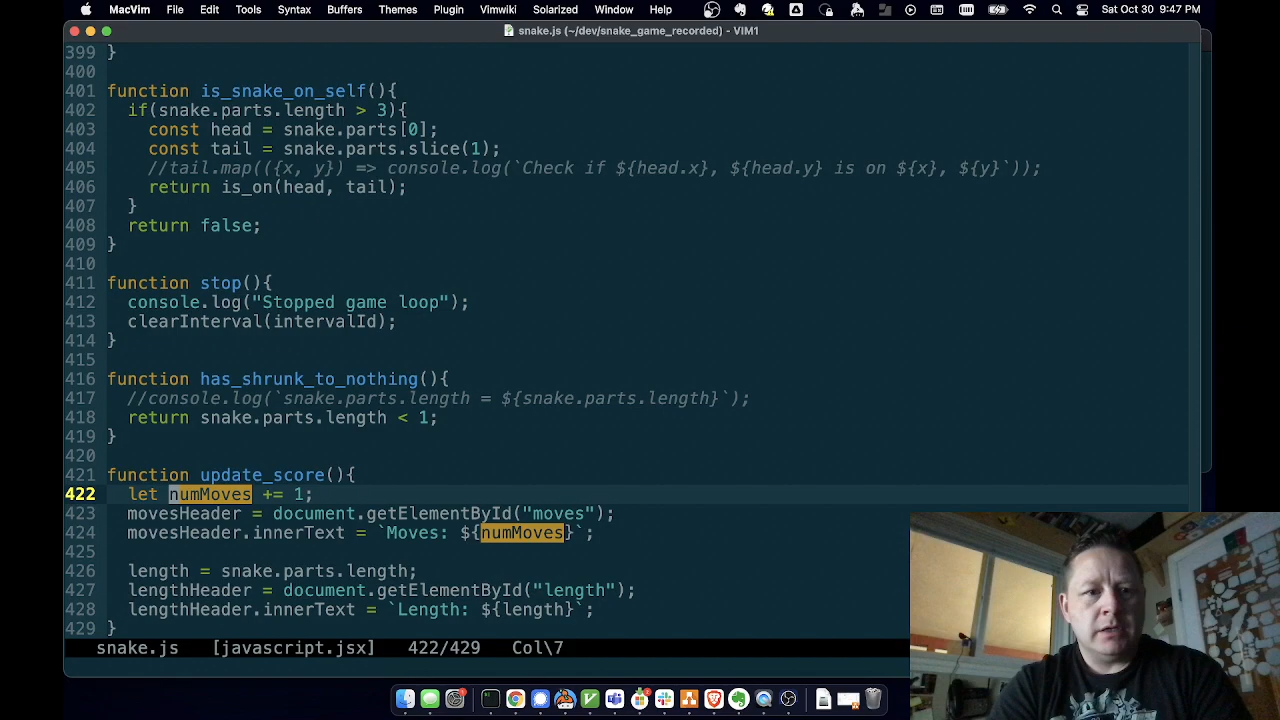 MacVim File Edit Tools Syntax Buffers Themes Plugin Vimwiki Solarized Window Help Sat Oct 30 9:47 PM
snake.js (~/dev/snake_game_recorded) - VIM1
399 }
400
401 function is_snake_on_self(){
402   if(snake.parts.length > 3){
403     const head = snake.parts[0];
404     const tail = snake.parts.slice(1);
405     //tail.map(({x, y}) => console.log(`Check if ${head.x}, ${head.y} is on ${x}, ${y}`));
406     return is_on(head, tail);
407   }
408   return false;
409 }
410
411 function stop(){
412   console.log("Stopped game loop");
413   clearInterval(intervalId);
414 }
415
416 function has_shrunk_to_nothing(){
417   //console.log(`snake.parts.length = ${snake.parts.length}`);
418   return snake.parts.length < 1;
419 }
420
421 function update_score(){
422   let numMoves += 1;
423   movesHeader = document.getElementById("moves");
424   movesHeader.innerText = `Moves: ${numMoves}`;
425
426   length = snake.parts.length;
427   lengthHeader = document.getElementById("length");
428   lengthHeader.innerText = `Length: ${length}`;
429 }
snake.js [javascript.jsx] 422/429 Col\7